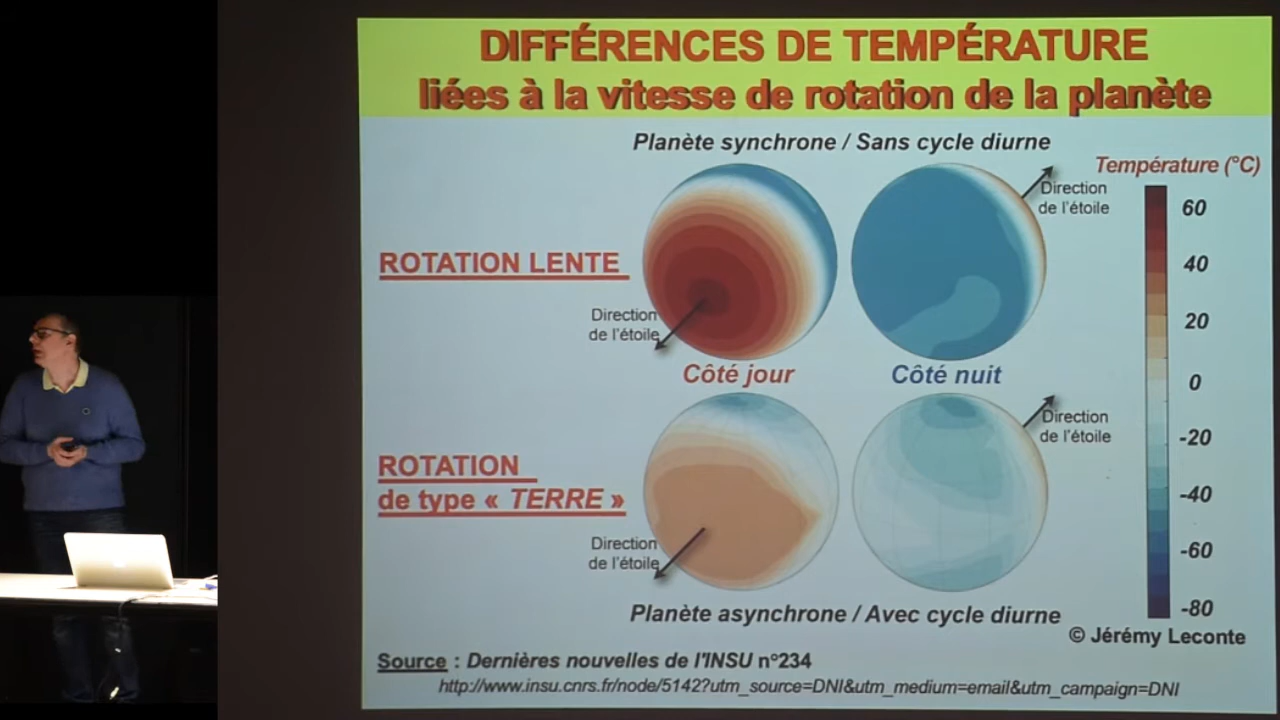 DIFFÉRENCES DE TEMPÉRATURE
liées à la vitesse de rotation de la planète
Planète synchrone / Sans cycle diurne
Température (°C)
Direction
de l'étoile
60
ROTATION LENTE
40
Direction
de l'étoile
20
Côté jour
Côté nuit
0
Direction
de l'étoile
-20
ROTATION
de type « TERRE »
-40
Direction
de l'étoile
-60
Planète asynchrone / Avec cycle diurne
-80
© Jérémy Leconte
Source : Dernières nouvelles de l'INSU n°234
http://www.insu.cnrs.fr/node/5142?utm_source=DNI&utm_medium=email&utm_campaign=DNI